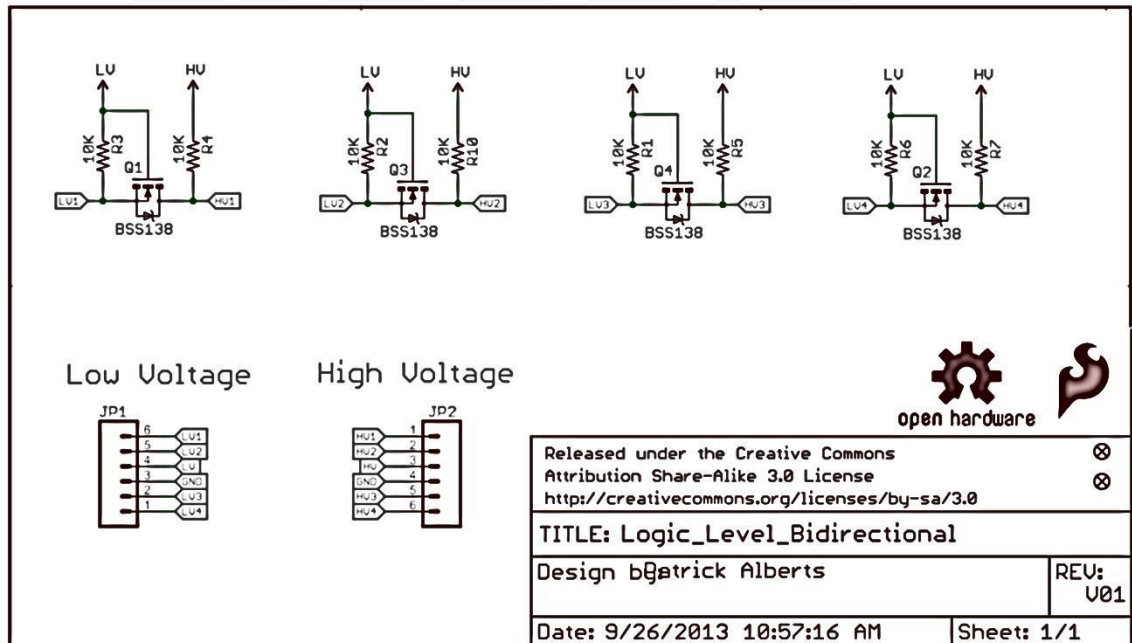 LV HV
10K R3 10K R4
Q1
LV1 HV1
BSS138
LV HV
10K R2 10K R10
Q3
LV2 HV2
BSS138
LV HV
10K R1 10K R5
Q4
LV3 HV3
BSS138
LV HV
10K R6 10K R7
Q2
LV4 HV4
BSS138
Low Voltage
JP1
6 LV1
5 LV2
4 LV
3 GND
2 LV3
1 LV4
High Voltage
JP2
HV1 1
HV2 2
HV 3
GND 4
HV3 5
HV4 6
open hardware
Released under the Creative Commons
Attribution Share-Alike 3.0 License
http://creativecommons.org/licenses/by-sa/3.0
TITLE: Logic_Level_Bidirectional
Design by: Patrick Alberts
REV:
V01
Date: 9/26/2013 10:57:16 AM
Sheet: 1/1